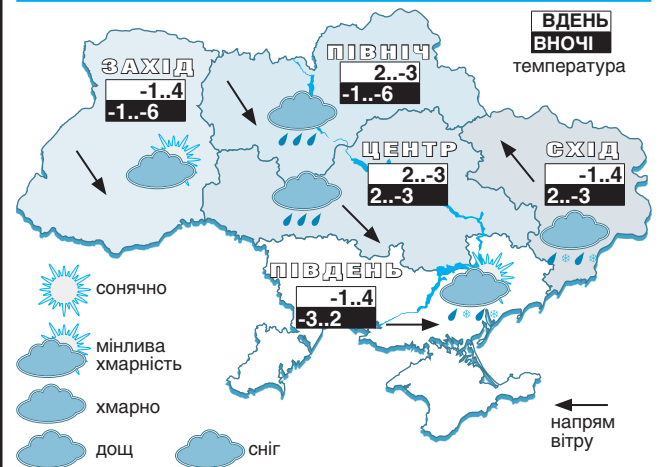 ВДЕНЬ
ВНОЧІ
температура
ЗАХІД
-1..4
-1..-6
ПІВНІЧ
2..-3
-1..-6
ЦЕНТР
2..-3
2..-3
СХІД
-1..4
2..-3
ПІВДЕНЬ
-1..4
-3..2
сонячно
мінлива
хмарність
хмарно
дощ
сніг
напрям
вітру